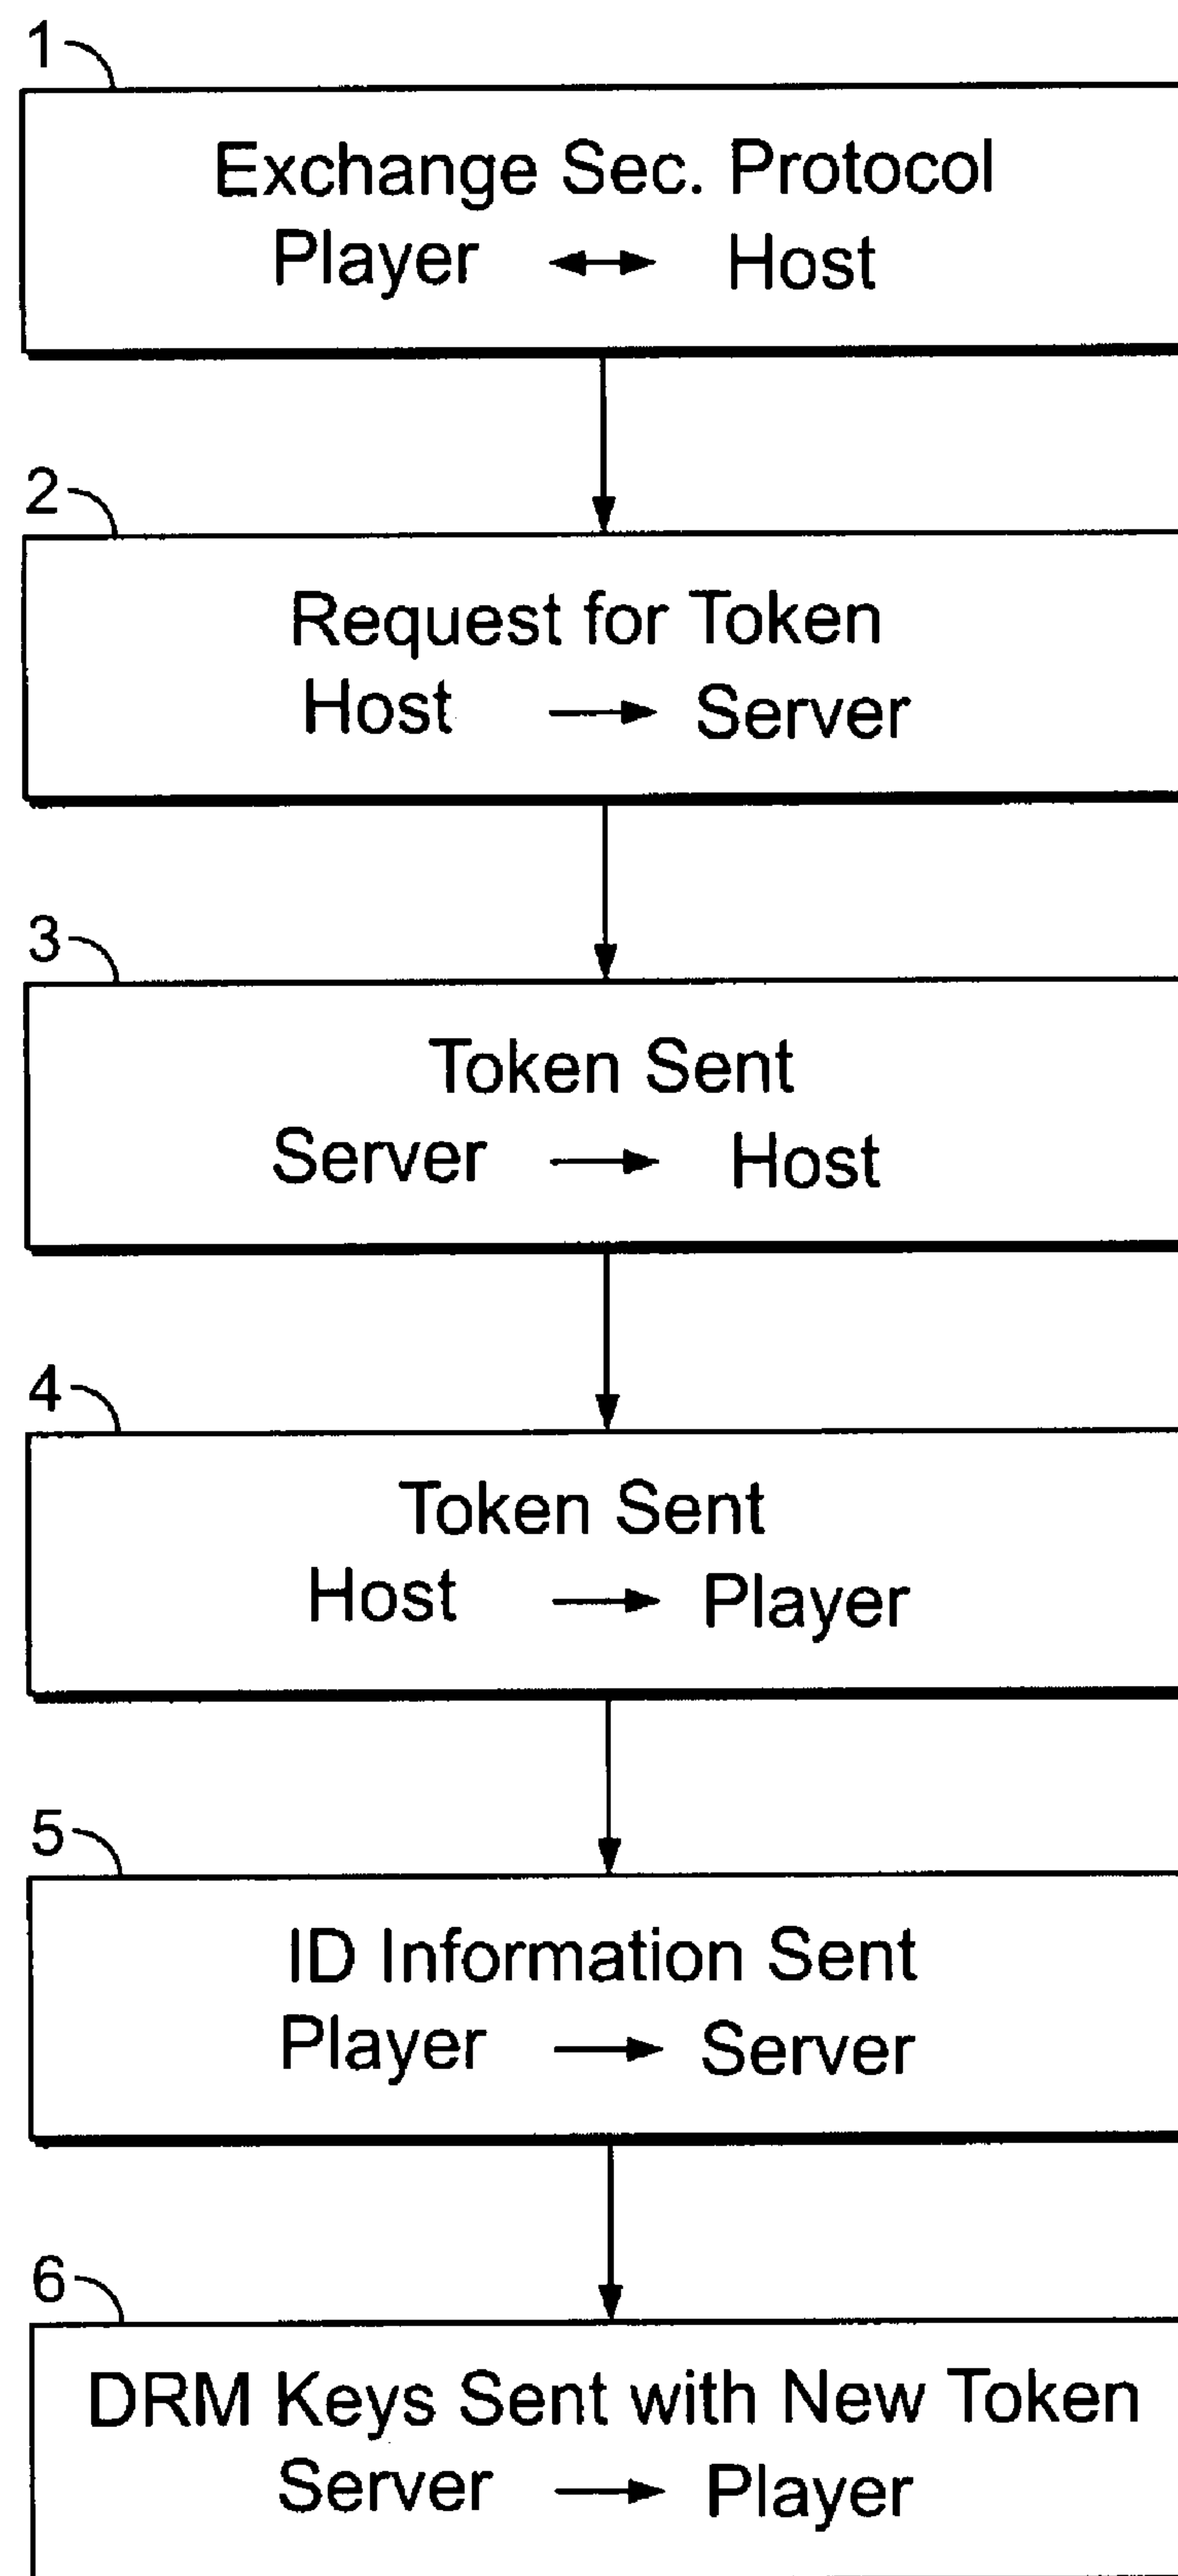 1
Exchange Sec. Protocol
Player ↔ Host
2
Request for Token
Host → Server
3
Token Sent
Server → Host
4
Token Sent
Host → Player
5
ID Information Sent
Player → Server
6
DRM Keys Sent with New Token
Server → Player